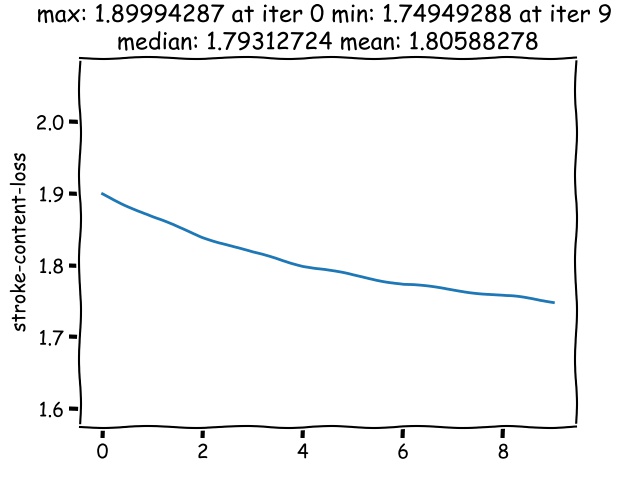 max: 1.89994287 at iter 0 min: 1.74949288 at iter 9
median: 1.79312724 mean: 1.80588278
stroke-content-loss
2.0
1.9
1.8
1.7
1.6
0 2 4 6 8